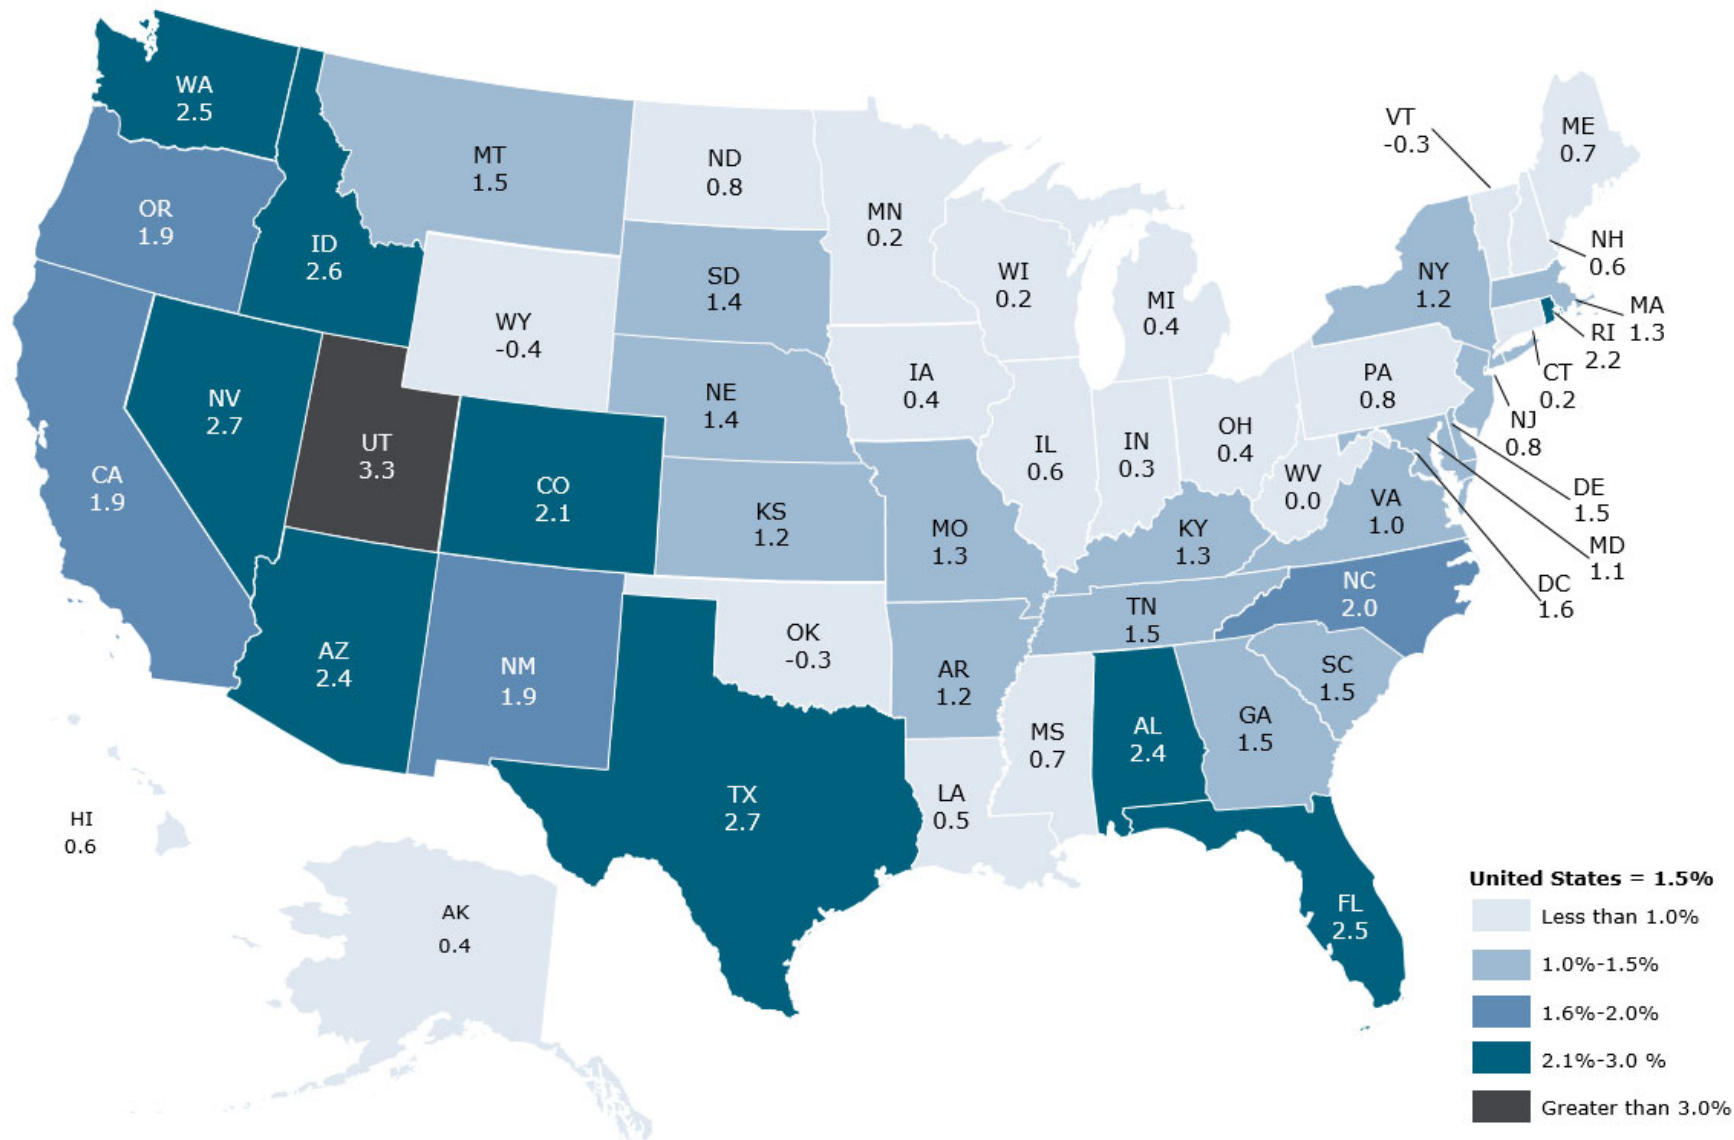 WA
2.5
MT
1.5
ND
0.8
MN
0.2
VT
-0.3
ME
0.7
OR
1.9
ID
2.6
WY
-0.4
SD
1.4
WI
0.2
MI
0.4
NY
1.2
NH
0.6
MA
1.3
RI
2.2
CT
0.2
NJ
0.8
NV
2.7
UT
3.3
CO
2.1
NE
1.4
IA
0.4
IL
0.6
IN
0.3
OH
0.4
PA
0.8
WV
0.0
VA
1.0
DE
1.5
MD
1.1
DC
1.6
CA
1.9
KS
1.2
MO
1.3
KY
1.3
NC
2.0
TN
1.5
AZ
2.4
NM
1.9
OK
-0.3
AR
1.2
SC
1.5
MS
0.7
AL
2.4
GA
1.5
TX
2.7
LA
0.5
FL
2.5
HI
0.6
AK
0.4
United States = 1.5%
Less than 1.0%
1.0%-1.5%
1.6%-2.0%
2.1%-3.0 %
Greater than 3.0%